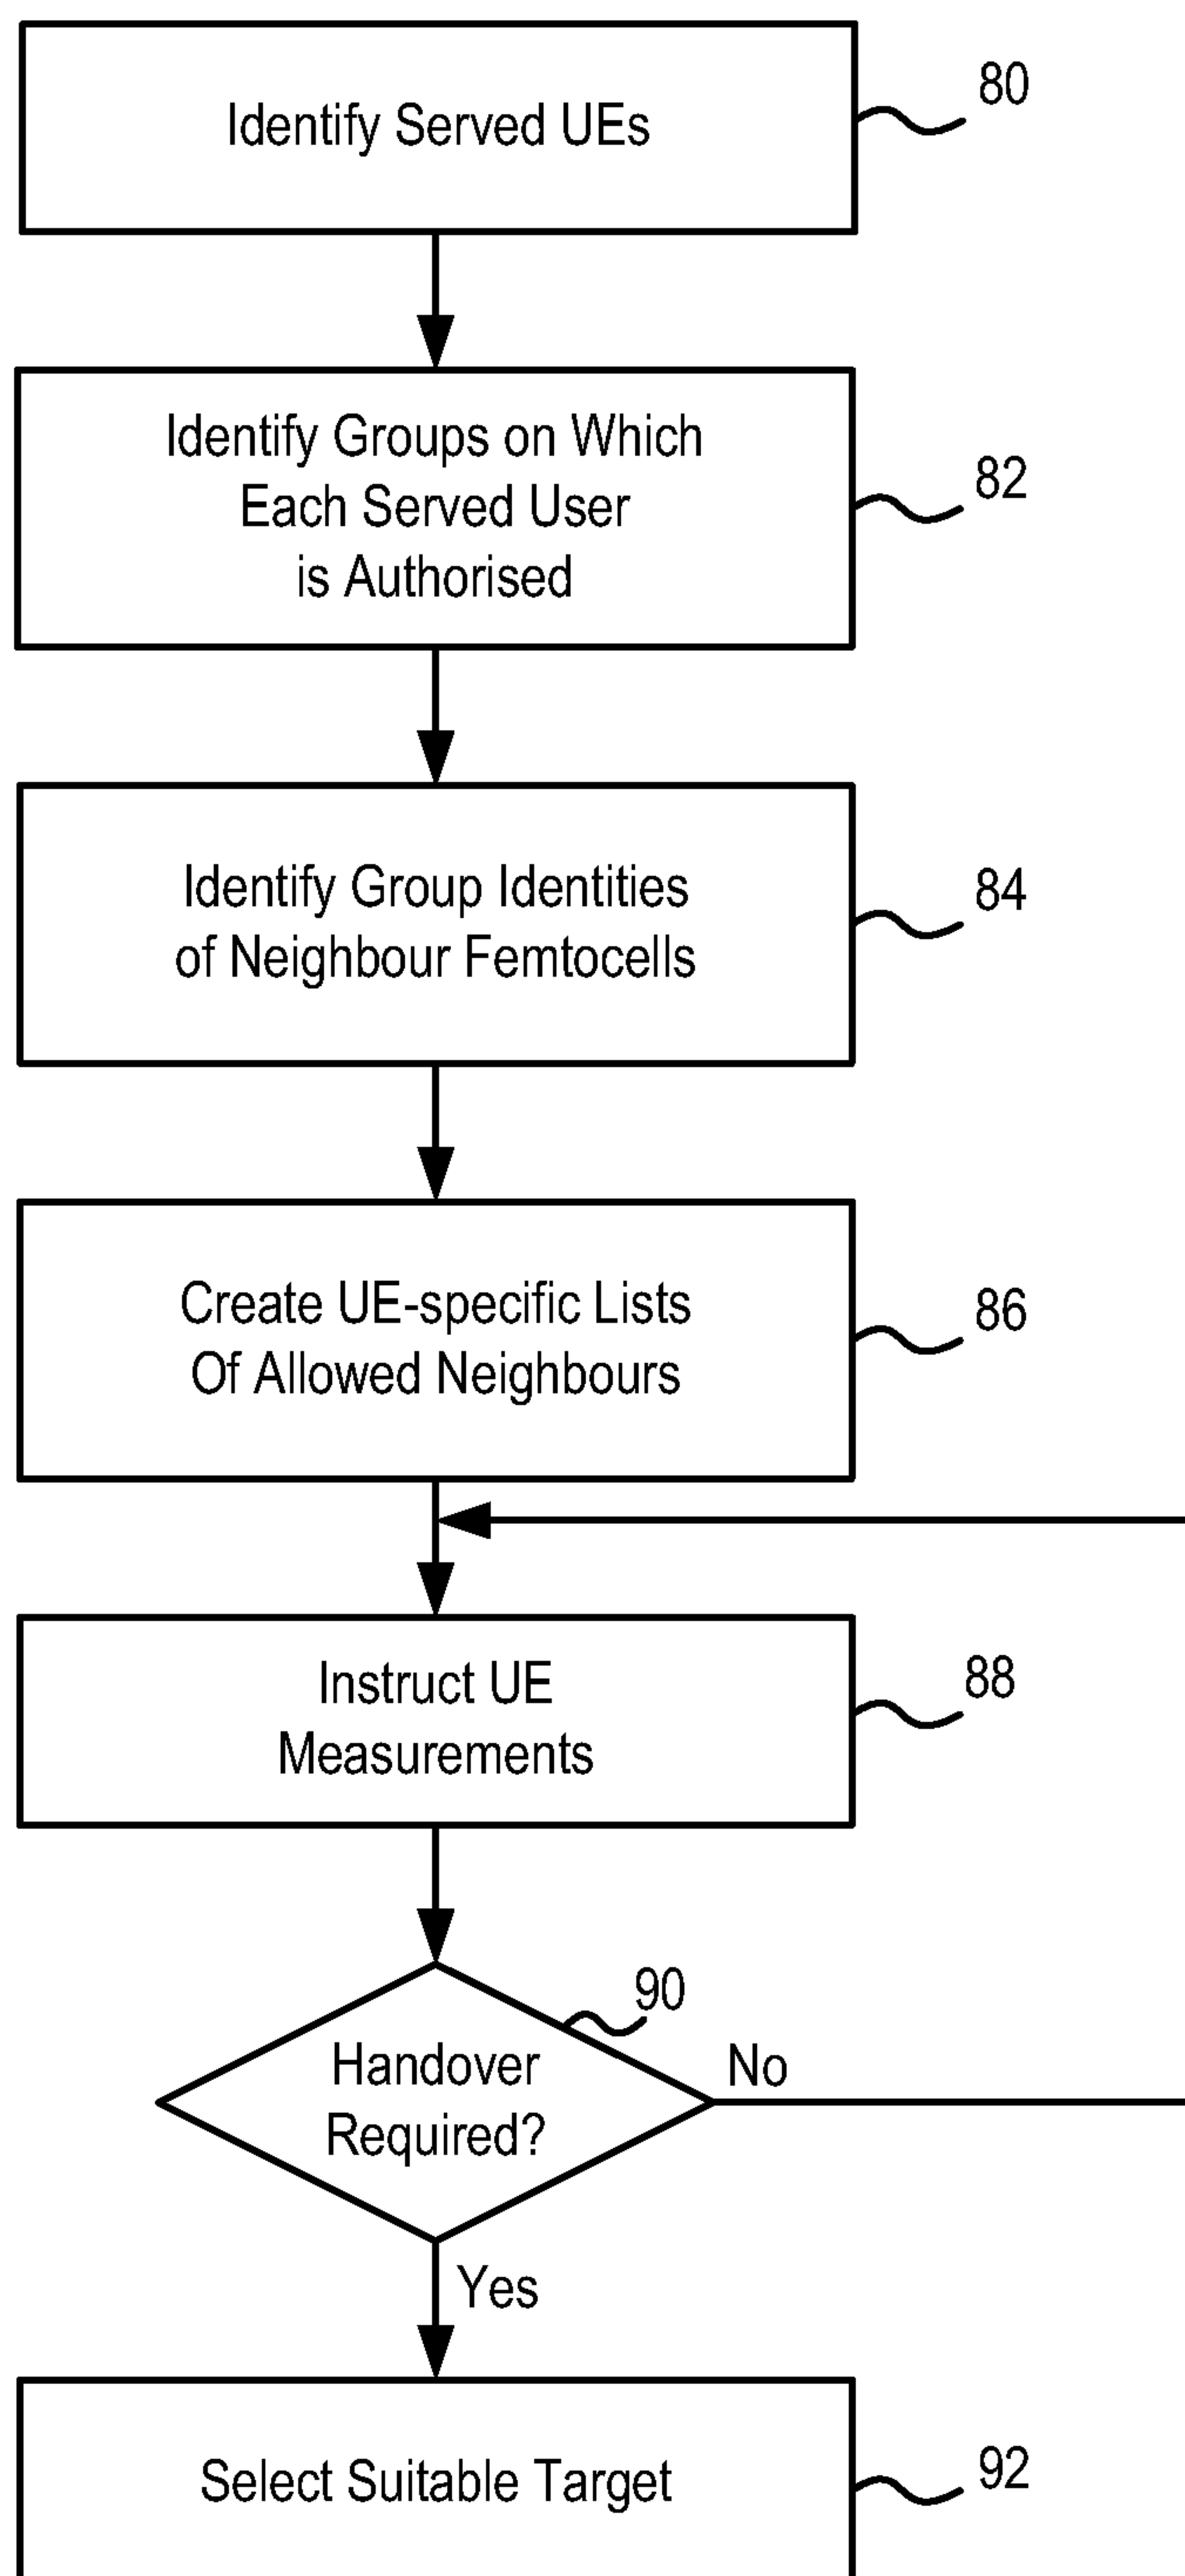 Identify Served UEs
80
Identify Groups on Which
Each Served User
is Authorised
82
Identify Group Identities
of Neighbour Femtocells
84
Create UE-specific Lists
Of Allowed Neighbours
86
Instruct UE
Measurements
88
90
Handover
Required?
No
Yes
Select Suitable Target
92